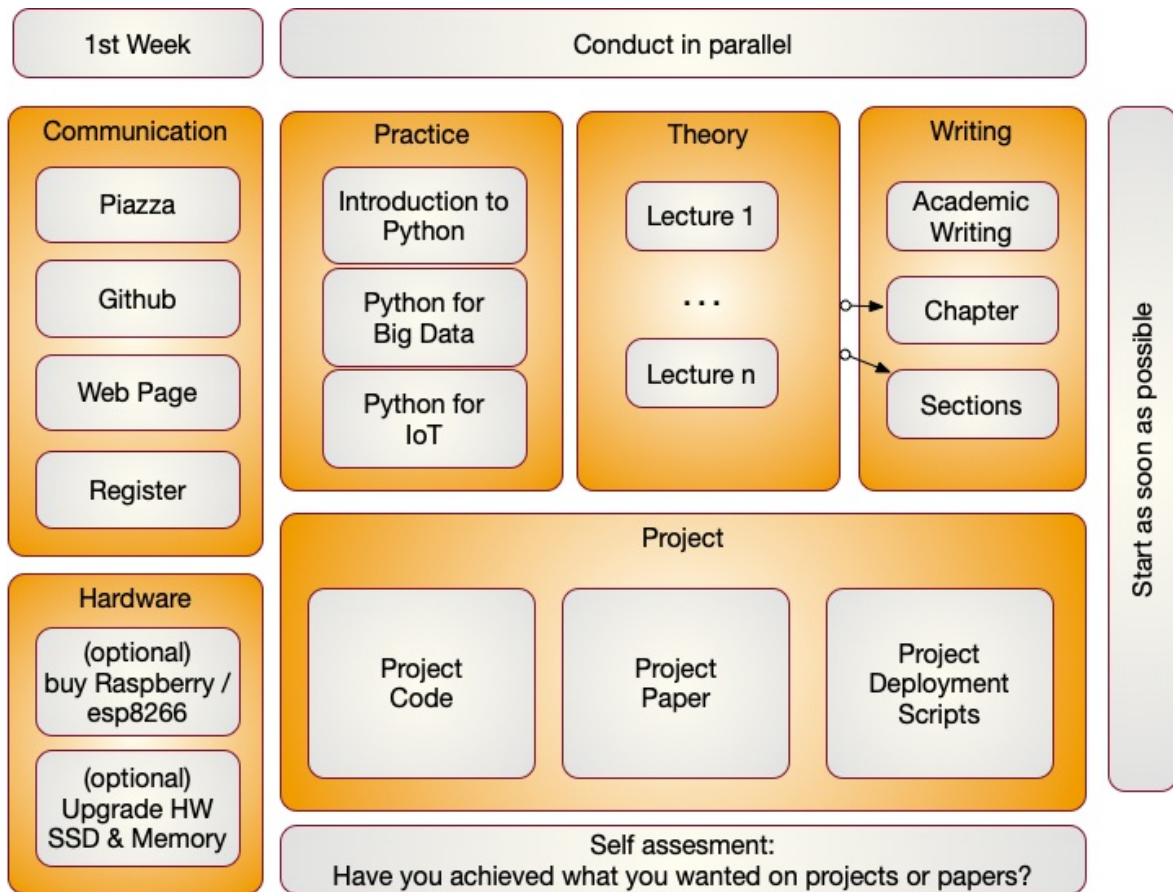 1st Week
Conduct in parallel
Communication
Piazza
Github
Web Page
Register
Hardware
(optional)
buy Raspberry /
esp8266
(optional)
Upgrade HW
SSD & Memory
Practice
Introduction to
Python
Python for
Big Data
Python for
IoT
Theory
Lecture 1
...
Lecture n
Writing
Academic
Writing
Chapter
Sections
Project
Project
Code
Project
Paper
Project
Deployment
Scripts
Self assesment:
Have you achieved what you wanted on projects or papers?
Start as soon as possible